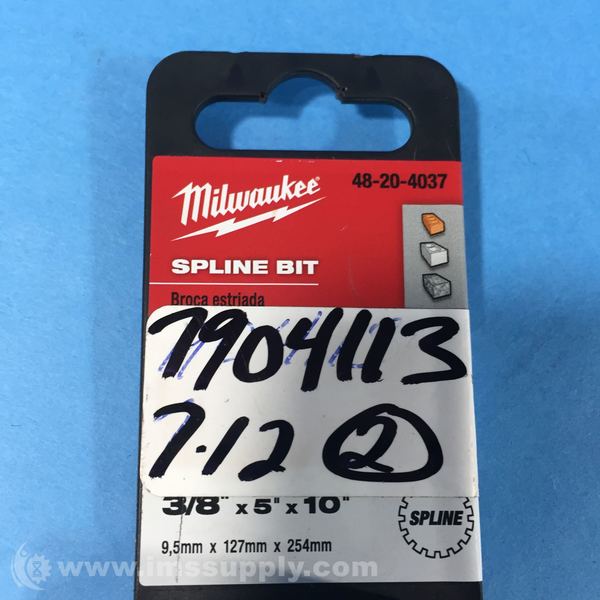 Milwaukee
48-20-4037
SPLINE BIT
Broca estriada
7904113
7.12 2
3/8" x 5" x 10"
SPLINE
9,5mm x 127mm x 254mm
www.imssupply.com